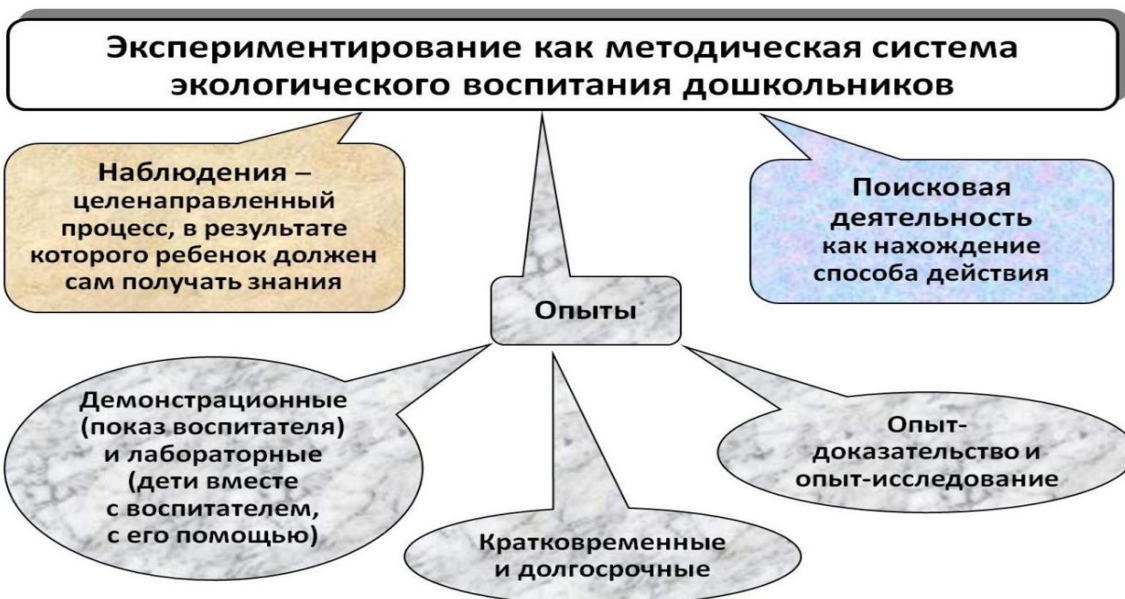 Экспериментирование как методическая система
экологического воспитания дошкольников
Наблюдения –
целенаправленный
процесс, в результате
которого ребенок должен
сам получать знания
Поисковая
деятельность
как нахождение
способа действия
Опыты
Демонстрационные
(показ воспитателя)
и лабораторные
(дети вместе
с воспитателем,
с его помощью)
Кратковременные
и долгосрочные
Опыт-
доказательство и
опыт-исследование